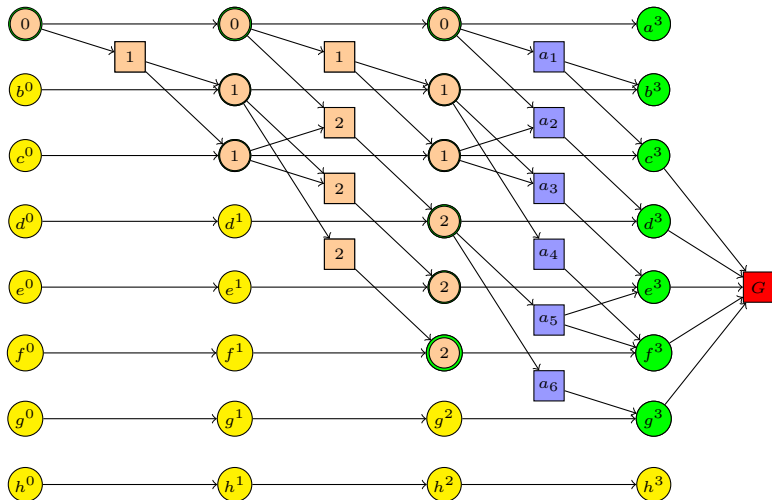 0 0 0 a³
1 1 a₁
b⁰ 1 1 b³
2 a₂
c⁰ 1 1 c³
2 a₃
d⁰ d¹ 2 d³
2 a₄
e⁰ e¹ 2 e³ G
a₅
f⁰ f¹ 2 f³
a₆
g⁰ g¹ g² g³
h⁰ h¹ h² h³